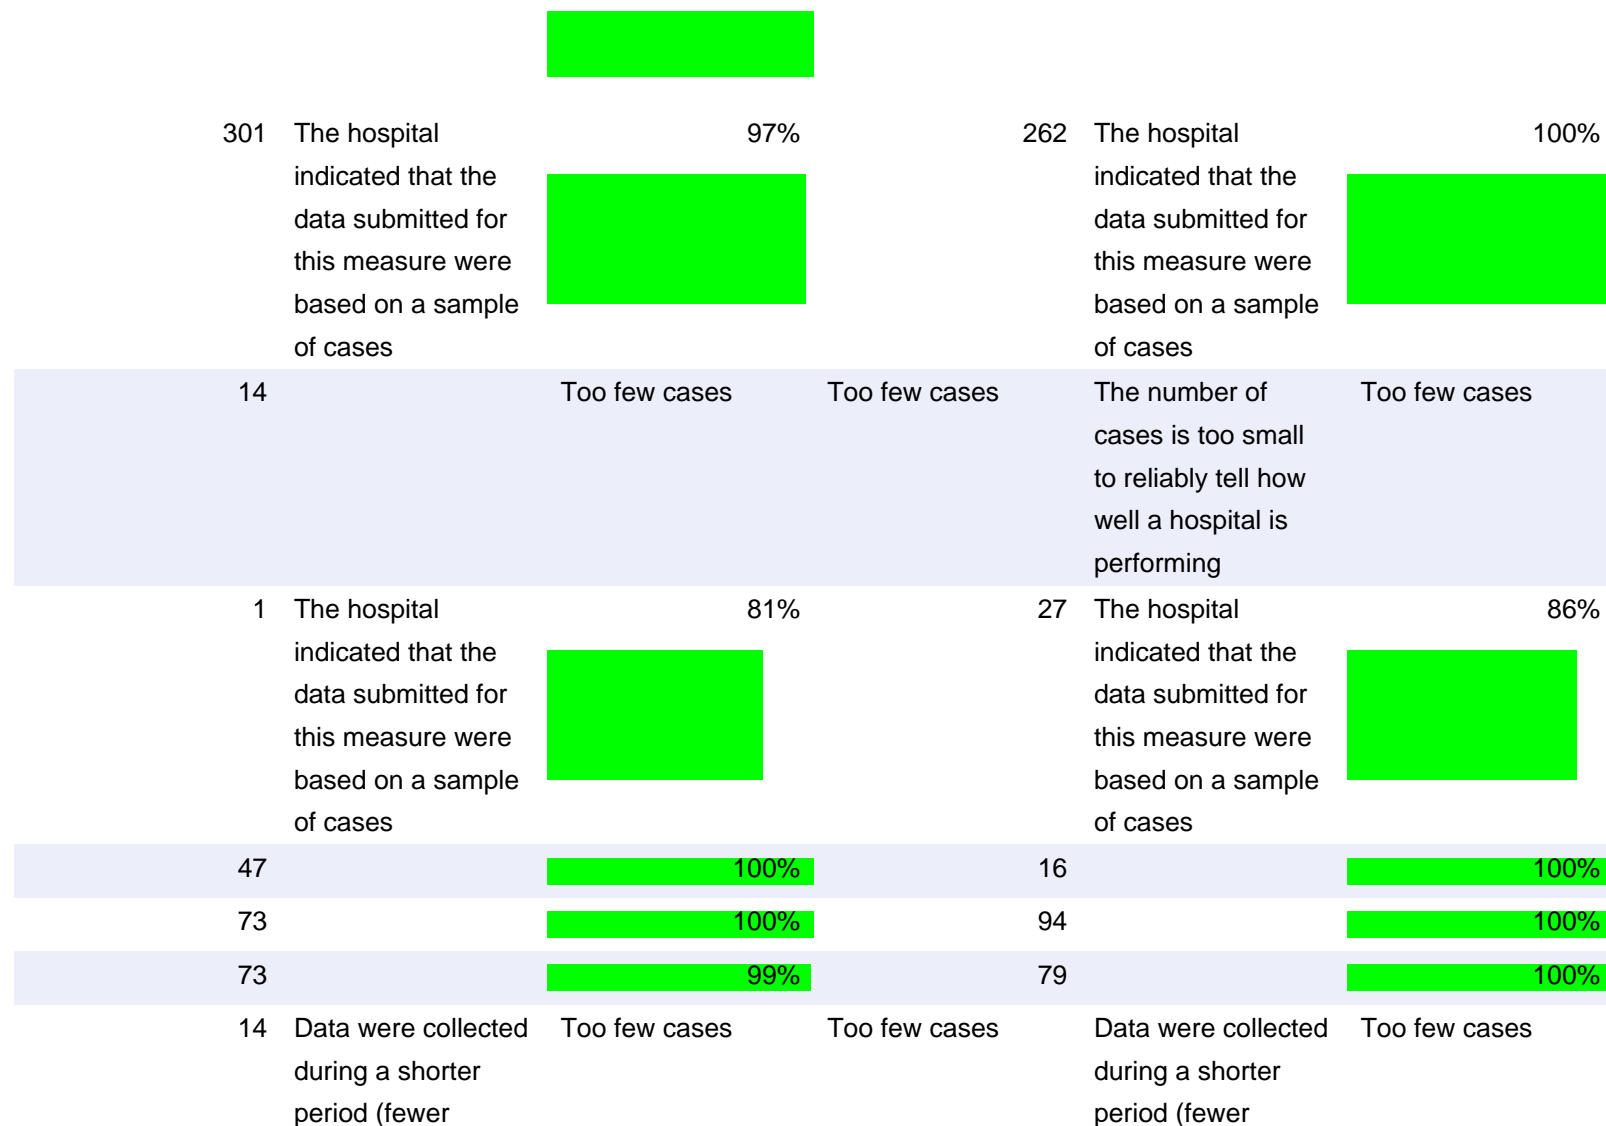 301 The hospital 97% 262 The hospital 100%
indicated that the indicated that the
data submitted for data submitted for
this measure were this measure were
based on a sample based on a sample
of cases of cases
14 Too few cases Too few cases The number of Too few cases
cases is too small
to reliably tell how
well a hospital is
performing
1 The hospital 81% 27 The hospital 86%
indicated that the indicated that the
data submitted for data submitted for
this measure were this measure were
based on a sample based on a sample
of cases of cases
47 100% 16 100%
73 100% 94 100%
73 99% 79 100%
14 Data were collected Too few cases Too few cases Data were collected Too few cases
during a shorter during a shorter
period (fewer period (fewer